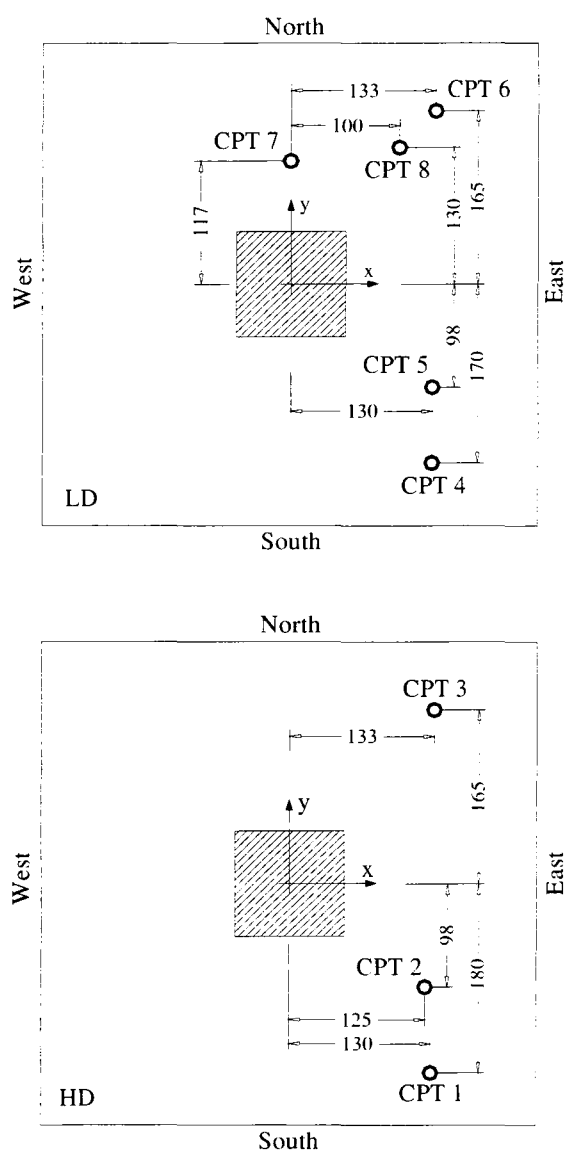 North
133
CPT 6
100
CPT 7
CPT 8
117
130
165
y
x
West
East
98
170
CPT 5
130
CPT 4
LD
South
North
CPT 3
133
165
y
x
West
East
98
180
CPT 2
125
130
CPT 1
HD
South